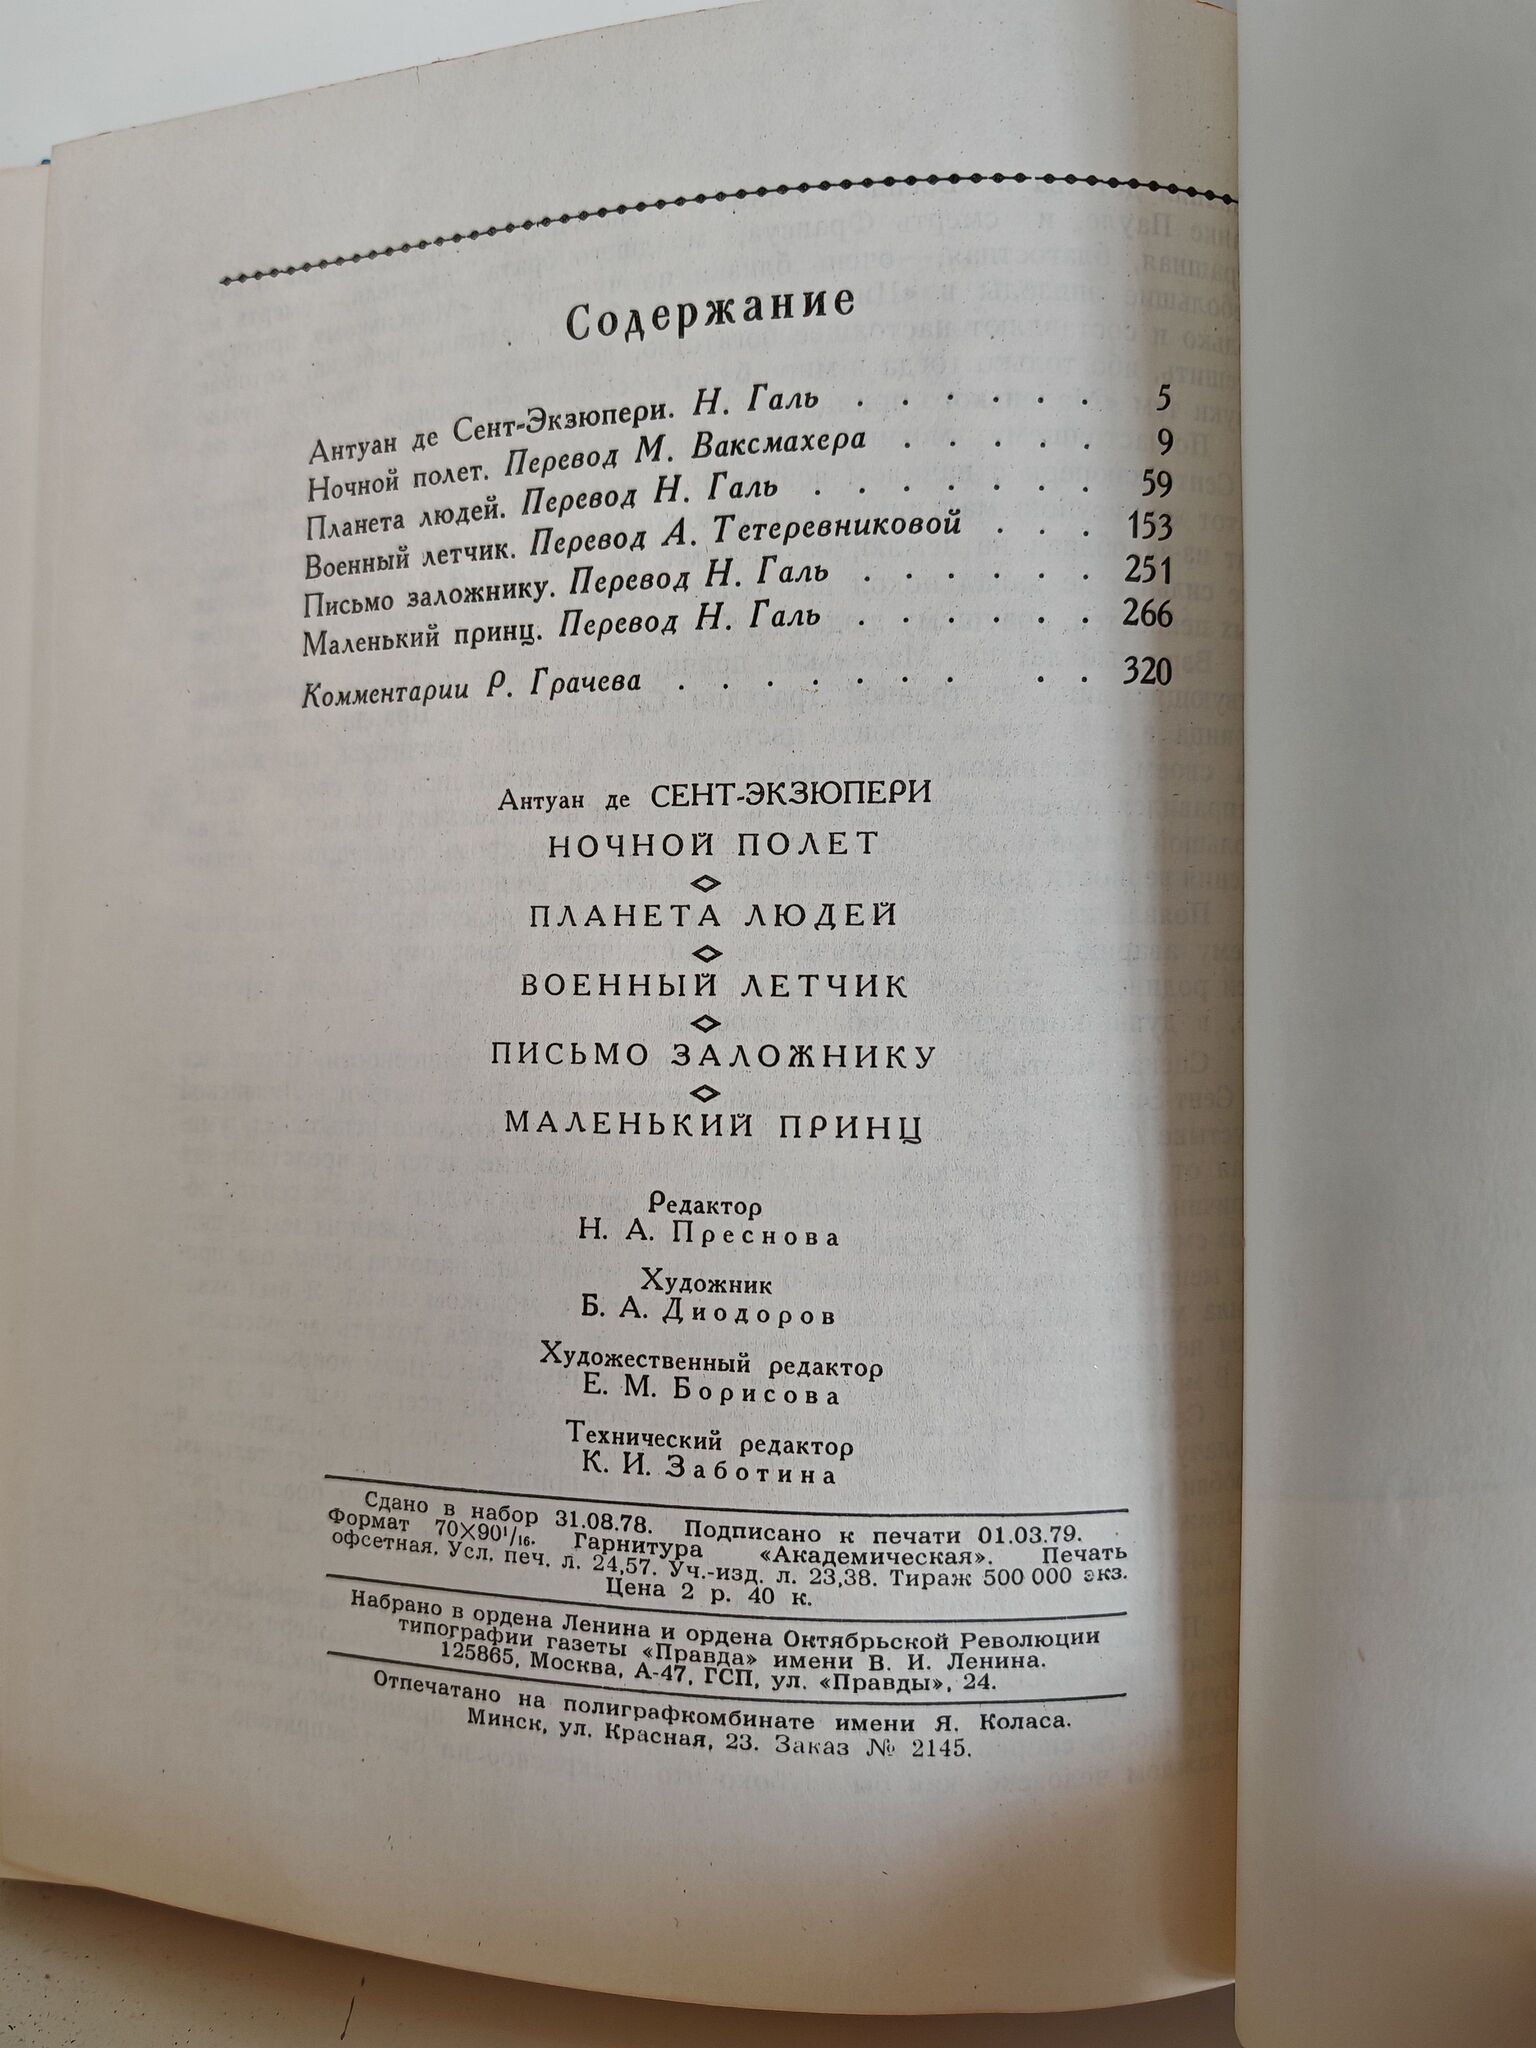 Содержание
Антуан де Сент-Экзюпери. Н. Галь . . . . . . 5
Ночной полет. Перевод М. Ваксмахера . . . . . 9
Планета людей. Перевод Н. Галь . . . . . . . 59
Военный летчик. Перевод А. Тетеревниковой . . . 153
Письмо заложнику. Перевод Н. Галь . . . . . . 251
Маленький принц. Перевод Н. Галь . . . . . . 266
Комментарии Р. Грачева . . . . . . . . 320
Антуан де СЕНТ-ЭКЗЮПЕРИ
НОЧНОЙ ПОЛЕТ
ПЛАНЕТА ЛЮДЕЙ
ВОЕННЫЙ ЛЕТЧИК
ПИСЬМО ЗАЛОЖНИКУ
МАЛЕНЬКИЙ ПРИНЦ
Редактор
Н. А. Преснова
Художник
Б. А. Диодоров
Художественный редактор
Е. М. Борисова
Технический редактор
К. И. Заботина
Сдано в набор 31.08.78. Подписано к печати 01.03.79.
Формат 70×90¹/₁₆. Гарнитура «Академическая». Печать
офсетная. Усл. печ. л. 24,57. Уч.-изд. л. 23,38. Тираж 500 000 экз.
Цена 2 р. 40 к.
Набрано в ордена Ленина и ордена Октябрьской Революции
типографии газеты «Правда» имени В. И. Ленина.
125865, Москва, А-47, ГСП, ул. «Правды», 24.
Отпечатано на полиграфкомбинате имени Я. Коласа.
Минск, ул. Красная, 23. Заказ № 2145.